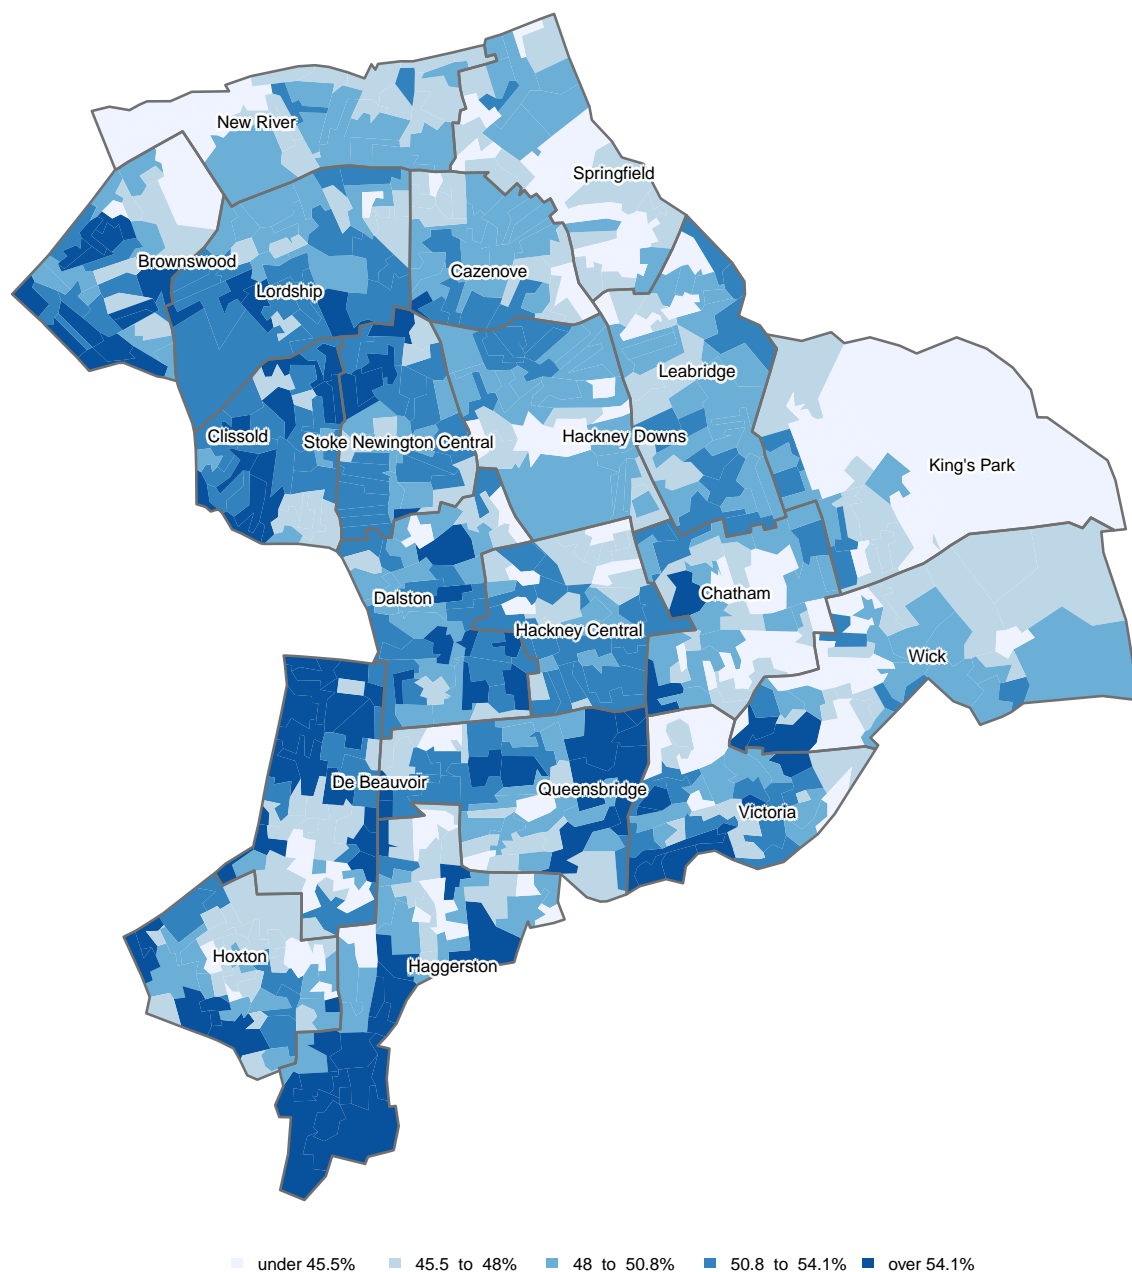 New River
Springfield
Brownswood
Cazenove
Lordship
Leabridge
Clissold
Stoke Newington Central
Hackney Downs
King's Park
Chatham
Dalston
Hackney Central
Wick
De Beauvoir
Queensbridge
Victoria
Hoxton
Haggerston
under 45.5% 45.5 to 48% 48 to 50.8% 50.8 to 54.1% over 54.1%